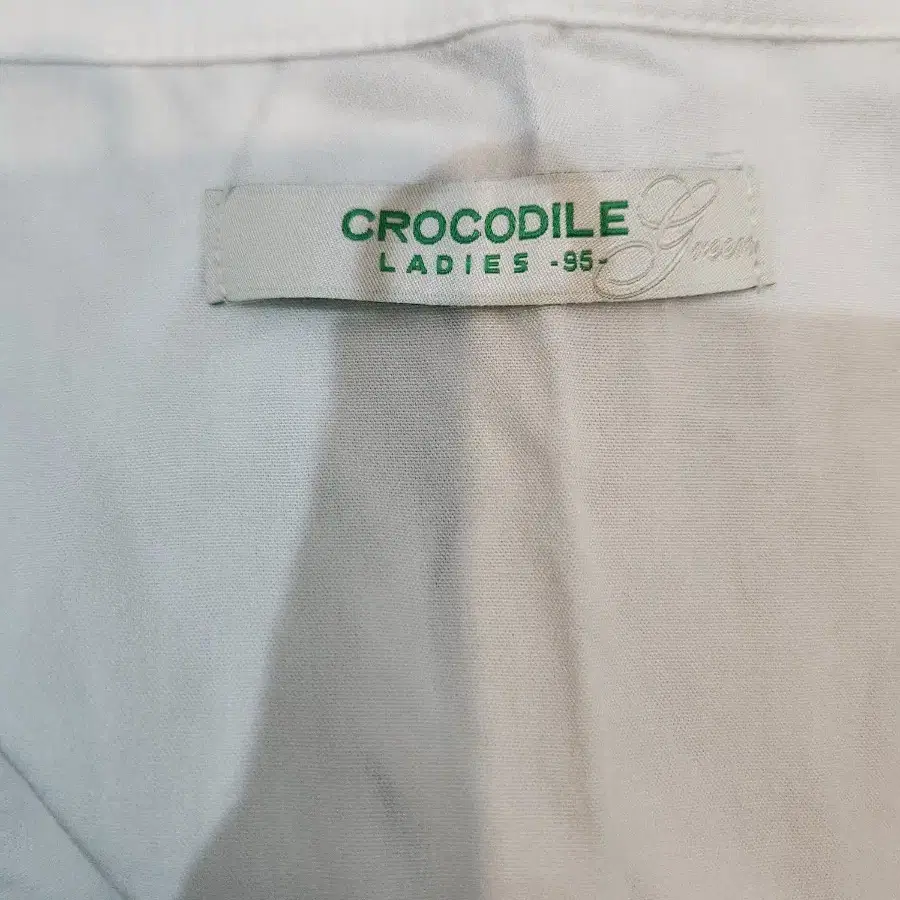 CROCODILE
LADIES -95-
Green